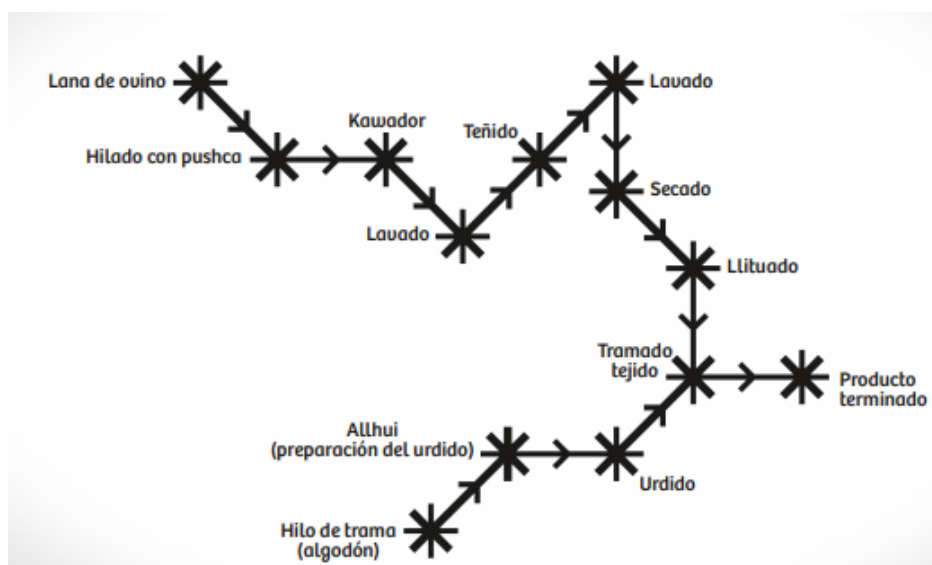 Lana de ovino
Hilado con pushca
Kawador
Lavado
Teñido
Lavado
Secado
Llituado
Tramado
tejido
Producto
terminado
Allhui
(preparación del urdido)
Urdido
Hilo de trama
(algodón)